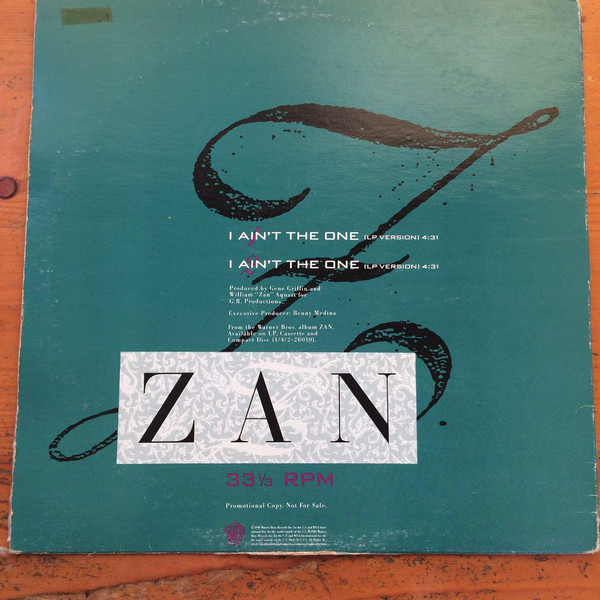 I AIN'T THE ONE (LP VERSION) 4:31
I AIN'T THE ONE (LP VERSION) 4:31
Produced by Gene Griffin and
William "Zan" Aquart for
G.R. Productions.
Executive Producer: Benny Medina
From the Warner Bros. album ZAN.
Available on LP, Cassette and
Compact Disc (1/4/2-26010).
ZAN.
33 1/3 RPM
Promotional Copy. Not For Sale.